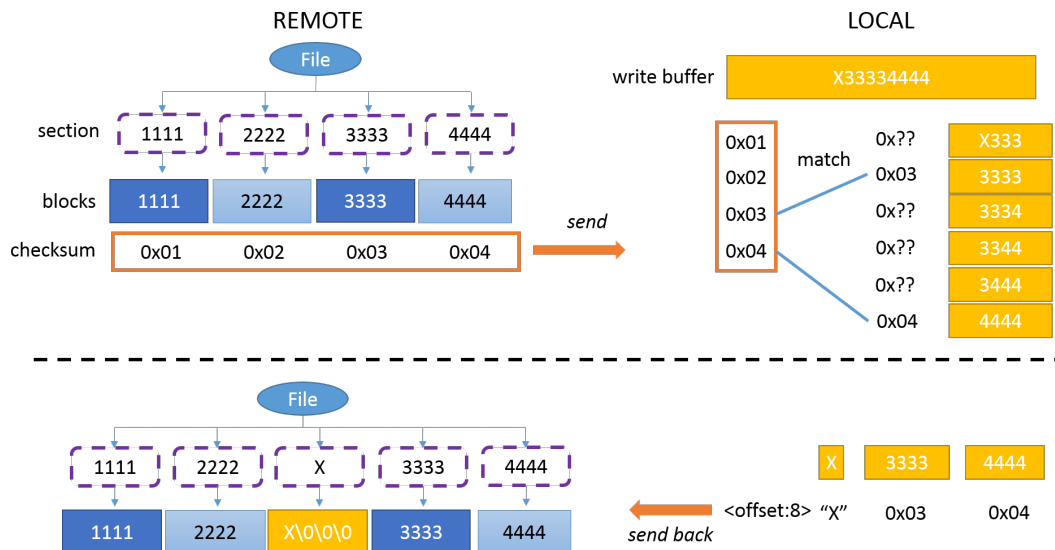 REMOTE
LOCAL
File
write buffer
X33334444
section
1111
2222
3333
4444
0x01
0x02
0x03
0x04
match
0x??
X333
0x03
3333
0x??
3334
0x??
3344
0x??
3444
0x04
4444
blocks
1111
2222
3333
4444
send
checksum
0x01
0x02
0x03
0x04
File
1111
2222
X
3333
4444
X
3333
4444
1111
2222
X\0\0\0
3333
4444
send back
<offset:8>
“X”
0x03
0x04